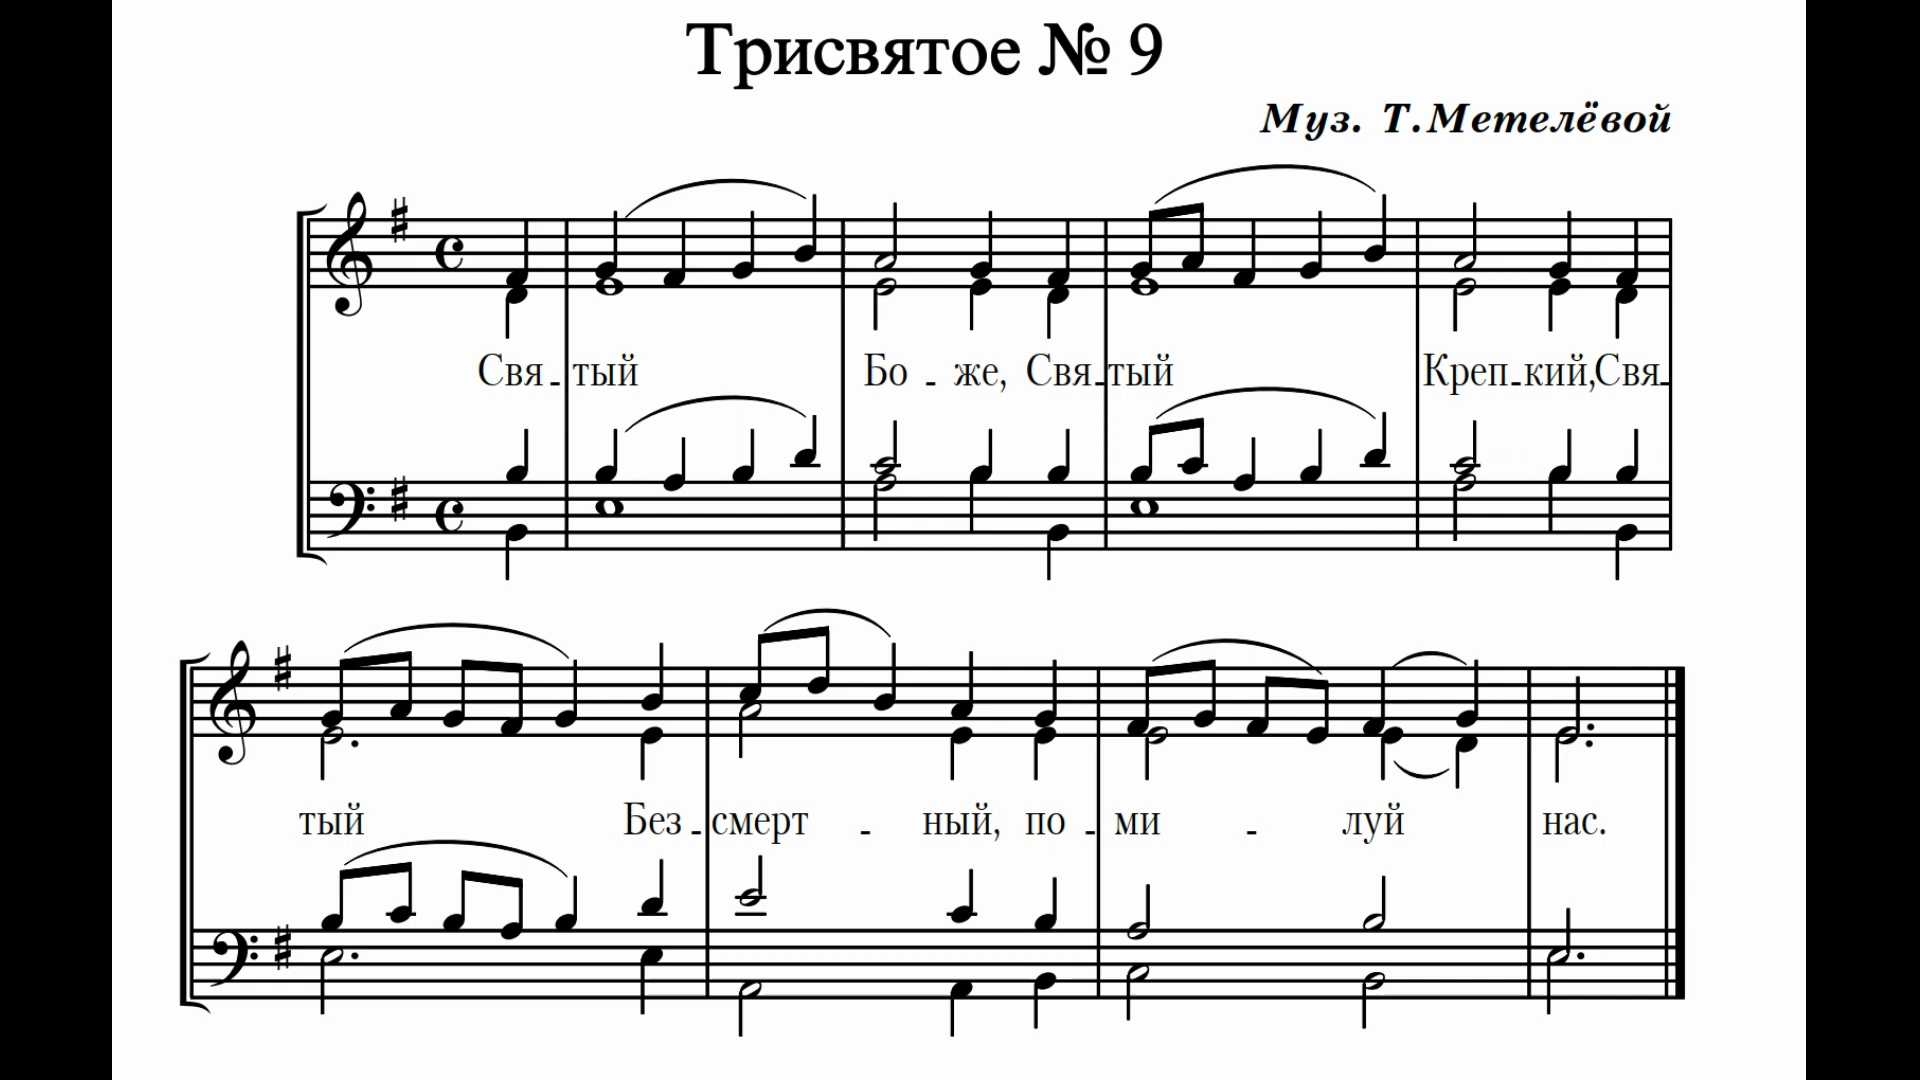 Трисвятое № 9
Муз. Т.Метелёвой
Свя - тый Бо - же, Свя - тый Креп - кий, Свя -
тый Без - смерт - ный, по - ми - луй нас.